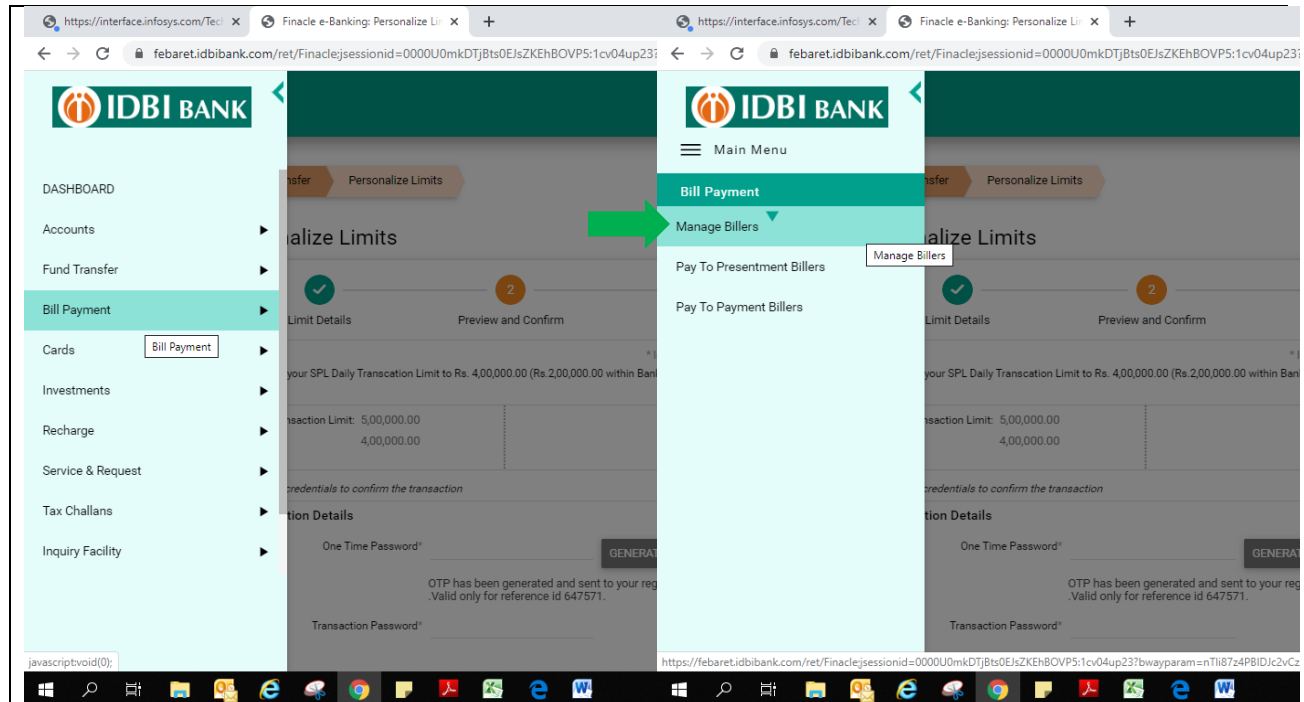 https://interface.infosys.com/Tecl
Finacle e-Banking: Personalize Lir
febaret.idbibank.com/ret/Finacle;jsessionid=0000U0mkDTjBts0EJsZKEhBOVP5:1cv04up23?
IDBI BANK
DASHBOARD
Accounts
Fund Transfer
Bill Payment
Cards
Bill Payment
Investments
Recharge
Service & Request
Tax Challans
Inquiry Facility
nsfer
Personalize Limits
alize Limits
2
Limit Details
Preview and Confirm
your SPL Daily Transcation Limit to Rs. 4,00,000.00 (Rs.2,00,000.00 within Ban
nsaction Limit: 5,00,000.00
4,00,000.00
credentials to confirm the transaction
tion Details
One Time Password*
GENERAT
OTP has been generated and sent to your reg
.Valid only for reference id 647571.
Transaction Password*
javascript:void(0);
https://interface.infosys.com/Tecl
Finacle e-Banking: Personalize Lir
febaret.idbibank.com/ret/Finacle;jsessionid=0000U0mkDTjBts0EJsZKEhBOVP5:1cv04up23?
IDBI BANK
Main Menu
Bill Payment
Manage Billers
Manage Billers
Pay To Presentment Billers
Pay To Payment Billers
nsfer
Personalize Limits
alize Limits
2
Limit Details
Preview and Confirm
your SPL Daily Transcation Limit to Rs. 4,00,000.00 (Rs.2,00,000.00 within Ban
nsaction Limit: 5,00,000.00
4,00,000.00
credentials to confirm the transaction
tion Details
One Time Password*
GENERAT
OTP has been generated and sent to your reg
.Valid only for reference id 647571.
Transaction Password*
https://febaret.idbibank.com/ret/Finacle;jsessionid=0000U0mkDTjBts0EJsZKEhBOVP5:1cv04up23?bwayparam=nTli87z4PBIDJc2vCz